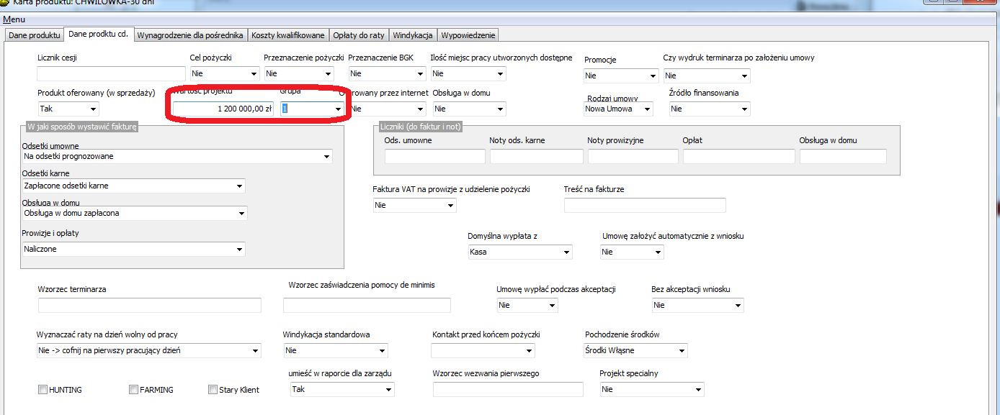 Karta produktu: CHWILOWKA-30 dni
Menu
Dane produktu Dane prodktu cd. Wynagrodzenie dla pośrednika Koszty kwalifikowane Opłaty do raty Windykacja Wypowiedzenie
Licznik cesji Cel pożyczki Przeznaczenie pożyczki Przeznaczenie BGK Ilość miejsc pracy utworzonych dostępne Promocje Czy wydruk terminarza po założeniu umowy
Nie Nie Nie Nie Nie Nie
Produkt oferowany (w sprzedaży) Wartość projektu Grupa Oferowany przez internet Obsługa w domu Rodzaj umowy Źródło finansowania
Tak 1 200 000,00 zł 1 Nie Nie Nowa Umowa Nie
W jaki sposób wystawić fakturę
Odsetki umowne
Na odsetki prognozowane
Odsetki karne
Zapłacone odsetki karne
Obsługa w domu
Obsługa w domu zapłacona
Prowizje i opłaty
Naliczone
Liczniki (do faktur i not)
Ods. umowne Noty ods. karne Noty prowizyjne Opłat Obsługa w domu
Faktura VAT na prowizje z udzielenie pożyczki Treść na fakturze
Nie
Domyślna wypłata z Umowę założyć automatycznie z wniosku
Kasa Nie
Wzorzec terminarza Wzorzec zaświadczenia pomocy de minimis Umowę wypłać podczas akceptacji Bez akceptacji wniosku
Nie Nie
Wyznaczać raty na dzień wolny od pracy Windykacja standardowa Kontakt przed końcem pożyczki Pochodzenie środków
Nie -> cofnij na pierwszy pracujący dzień Nie Środki Własne
umieść w raporcie dla zarządu Wzorzec wezwania pierwszego Projekt specialny
HUNTING FARMING Stary Klient Tak Nie